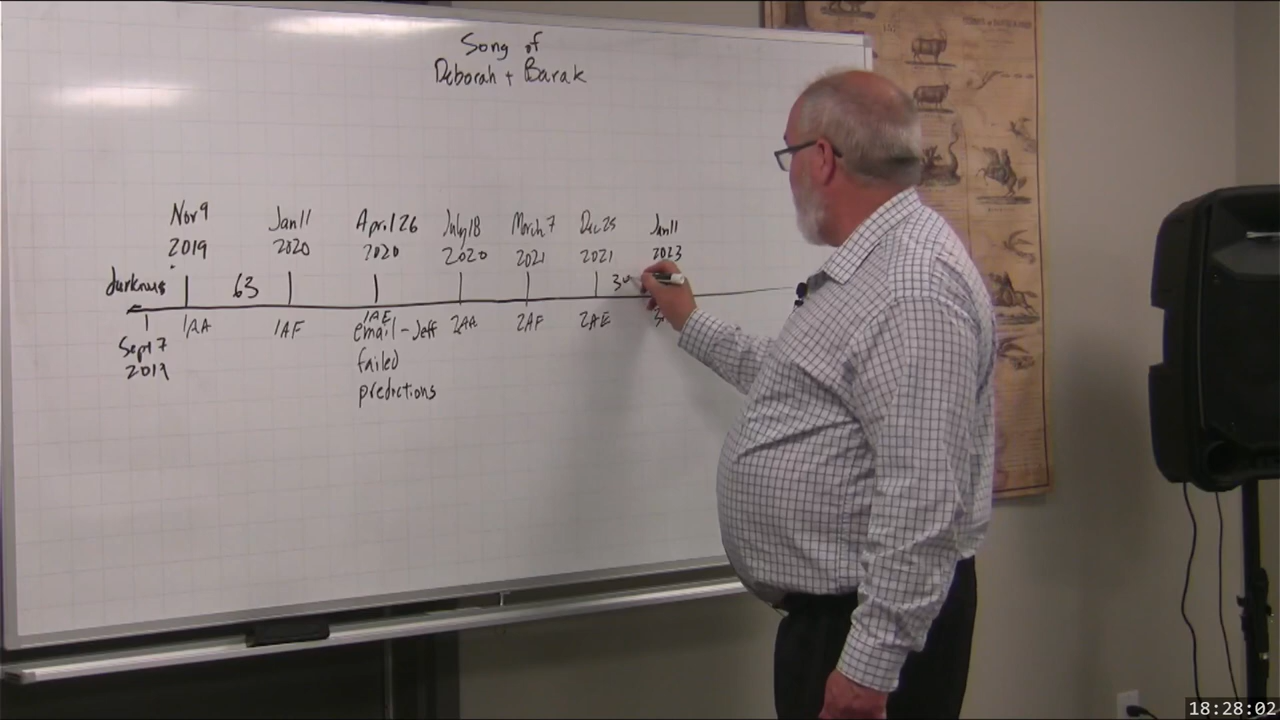 Song of
Deborah + Barak
Nov 9 Jan 11 April 26 July 18 March 7 Dec 25 Jan 11
2019 2020 2020 2020 2021 2021 2023
darkness 63
1AA 1AF 1AE 2AA 2AF 2AE
Sept 7 email - Jeff
2019 failed
predictions
18:28:02